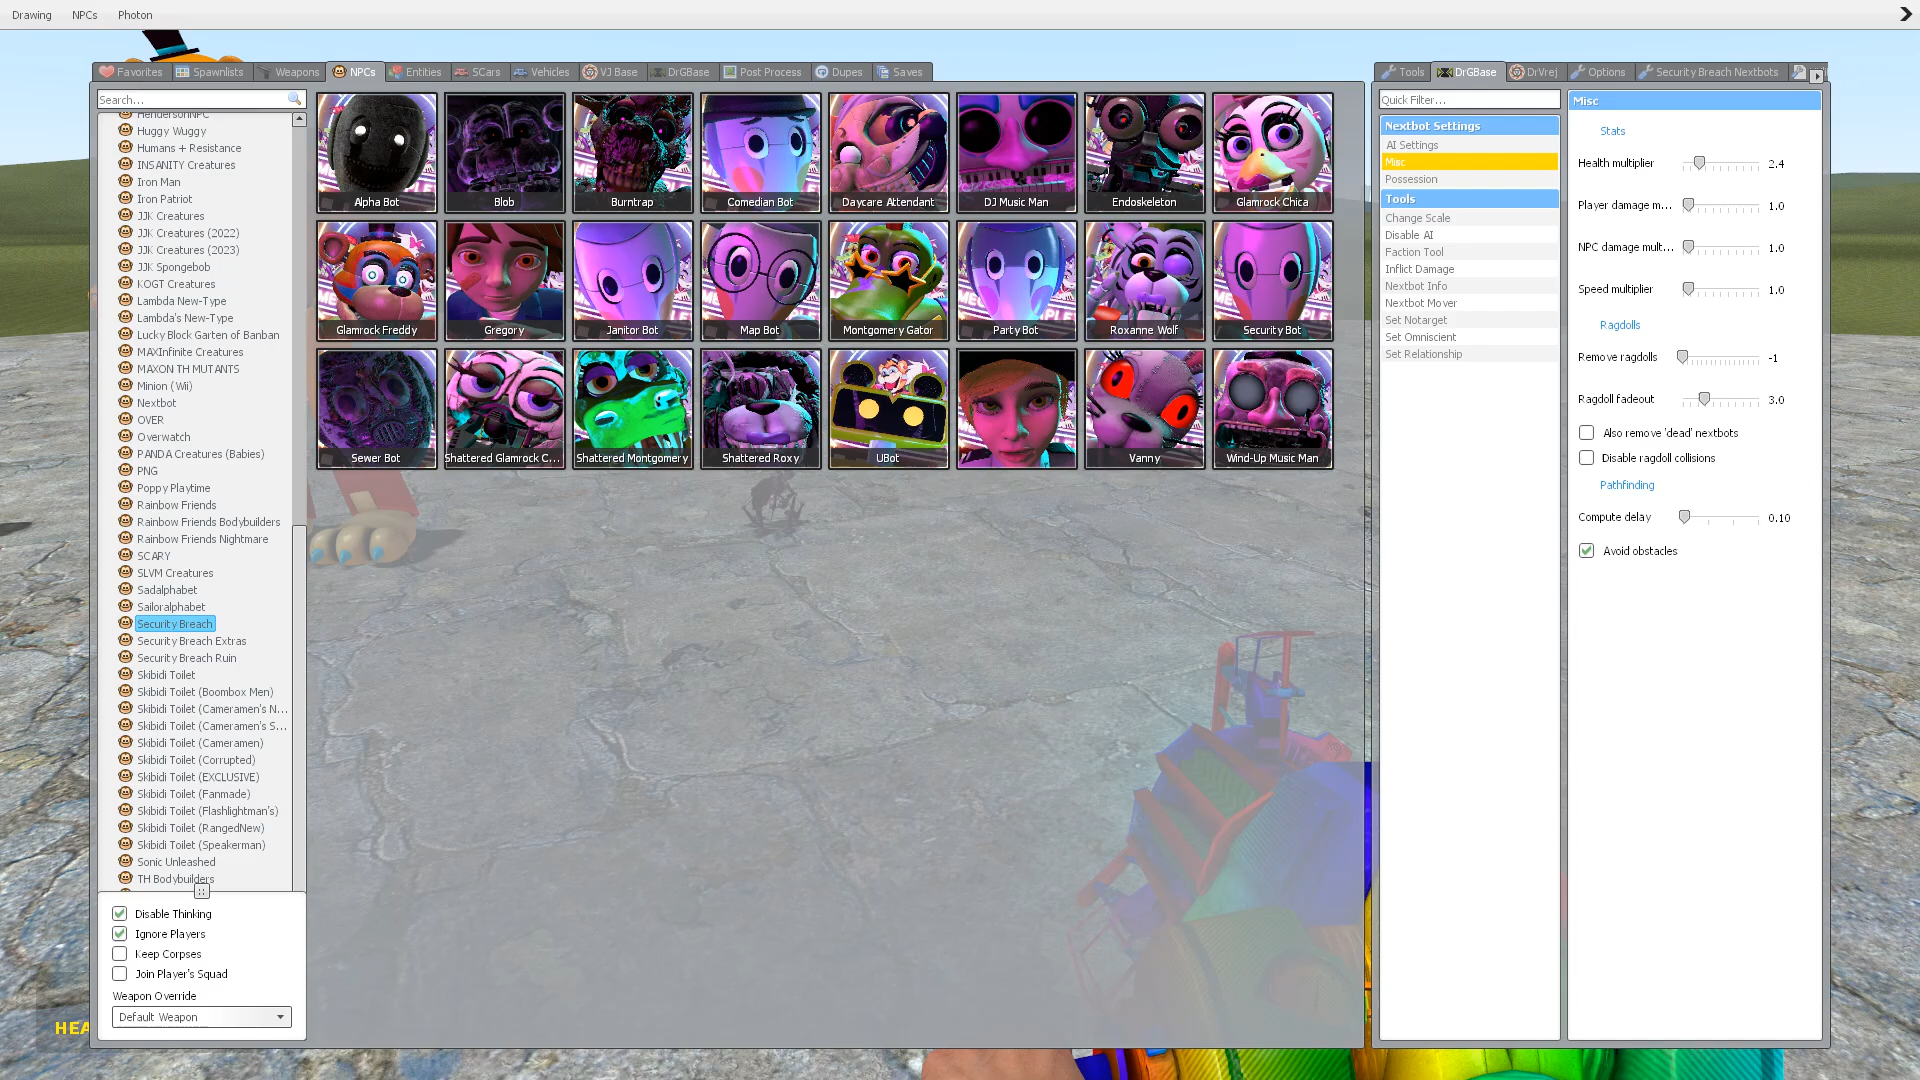 Drawing NPCs Photon
Favorites Spawnlists Weapons NPCs Entities SCars Vehicles VJ Base DrGBase Post Process Dupes Saves
Search...
HendersonNPC
Huggy Wuggy
Humans + Resistance
INSANITY Creatures
Iron Man
Iron Patriot
JJK Creatures
JJK Creatures (2022)
JJK Creatures (2023)
JJK Spongebob
KOGT Creatures
Lambda New-Type
Lambda's New-Type
Lucky Block Garten of Banban
MAXInfinite Creatures
MAXON TH MUTANTS
Minion (Wii)
Nextbot
OVER
Overwatch
PANDA Creatures (Babies)
PNG
Poppy Playtime
Rainbow Friends
Rainbow Friends Bodybuilders
Rainbow Friends Nightmare
SCARY
SLVM Creatures
Sadalphabet
Sailoralphabet
Security Breach
Security Breach Extras
Security Breach Ruin
Skibidi Toilet
Skibidi Toilet (Boombox Men)
Skibidi Toilet (Cameramen's N...
Skibidi Toilet (Cameramen's S...
Skibidi Toilet (Cameramen)
Skibidi Toilet (Corrupted)
Skibidi Toilet (EXCLUSIVE)
Skibidi Toilet (Fanmade)
Skibidi Toilet (Flashlightman's)
Skibidi Toilet (RangedNew)
Skibidi Toilet (Speakerman)
Sonic Unleashed
TH Bodybuilders
Disable Thinking
Ignore Players
Keep Corpses
Join Player's Squad
Weapon Override
Default Weapon
HEA
Alpha Bot Blob Burntrap Comedian Bot Daycare Attendant DJ Music Man Endoskeleton Glamrock Chica
Glamrock Freddy Gregory Janitor Bot Map Bot Montgomery Gator Party Bot Roxanne Wolf Security Bot
Sewer Bot Shattered Glamrock C... Shattered Montgomery Shattered Roxy UBot Vanny Wind-Up Music Man
Tools DrGBase DrVrej Options Security Breach Nextbots
Quick Filter...
Nextbot Settings
AI Settings
Misc
Possession
Tools
Change Scale
Disable AI
Faction Tool
Inflict Damage
Nextbot Info
Nextbot Mover
Set Notarget
Set Omniscient
Set Relationship
Misc
Stats
Health multiplier 2.4
Player damage m... 1.0
NPC damage mult... 1.0
Speed multiplier 1.0
Ragdolls
Remove ragdolls -1
Ragdoll fadeout 3.0
Also remove 'dead' nextbots
Disable ragdoll collisions
Pathfinding
Compute delay 0.10
Avoid obstacles